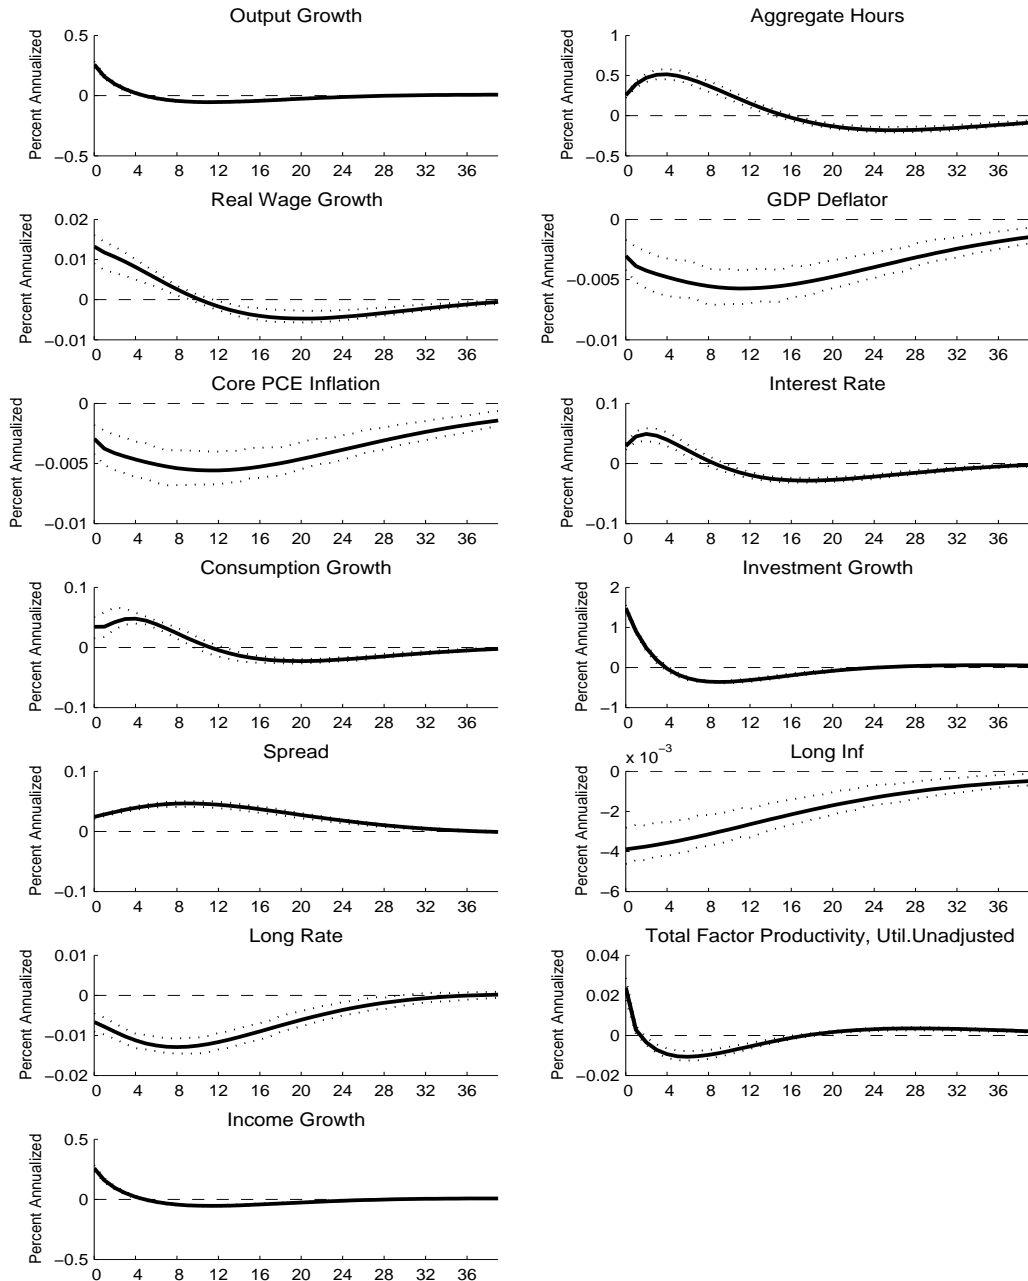 Output Growth
Percent Annualized
0.5
0
−0.5
0 4 8 12 16 20 24 28 32 36
Aggregate Hours
Percent Annualized
1
0.5
0
−0.5
0 4 8 12 16 20 24 28 32 36
Real Wage Growth
Percent Annualized
0.02
0.01
0
−0.01
0 4 8 12 16 20 24 28 32 36
GDP Deflator
Percent Annualized
0
−0.005
−0.01
0 4 8 12 16 20 24 28 32 36
Core PCE Inflation
Percent Annualized
0
−0.005
−0.01
0 4 8 12 16 20 24 28 32 36
Interest Rate
Percent Annualized
0.1
0
−0.1
0 4 8 12 16 20 24 28 32 36
Consumption Growth
Percent Annualized
0.1
0
−0.1
0 4 8 12 16 20 24 28 32 36
Investment Growth
Percent Annualized
2
1
0
−1
0 4 8 12 16 20 24 28 32 36
Spread
Percent Annualized
0.1
0
−0.1
0 4 8 12 16 20 24 28 32 36
Long Inf
x 10−3
Percent Annualized
0
−2
−4
−6
0 4 8 12 16 20 24 28 32 36
Long Rate
Percent Annualized
0.01
0
−0.01
−0.02
0 4 8 12 16 20 24 28 32 36
Total Factor Productivity, Util.Unadjusted
Percent Annualized
0.04
0.02
0
−0.02
0 4 8 12 16 20 24 28 32 36
Income Growth
Percent Annualized
0.5
0
−0.5
0 4 8 12 16 20 24 28 32 36